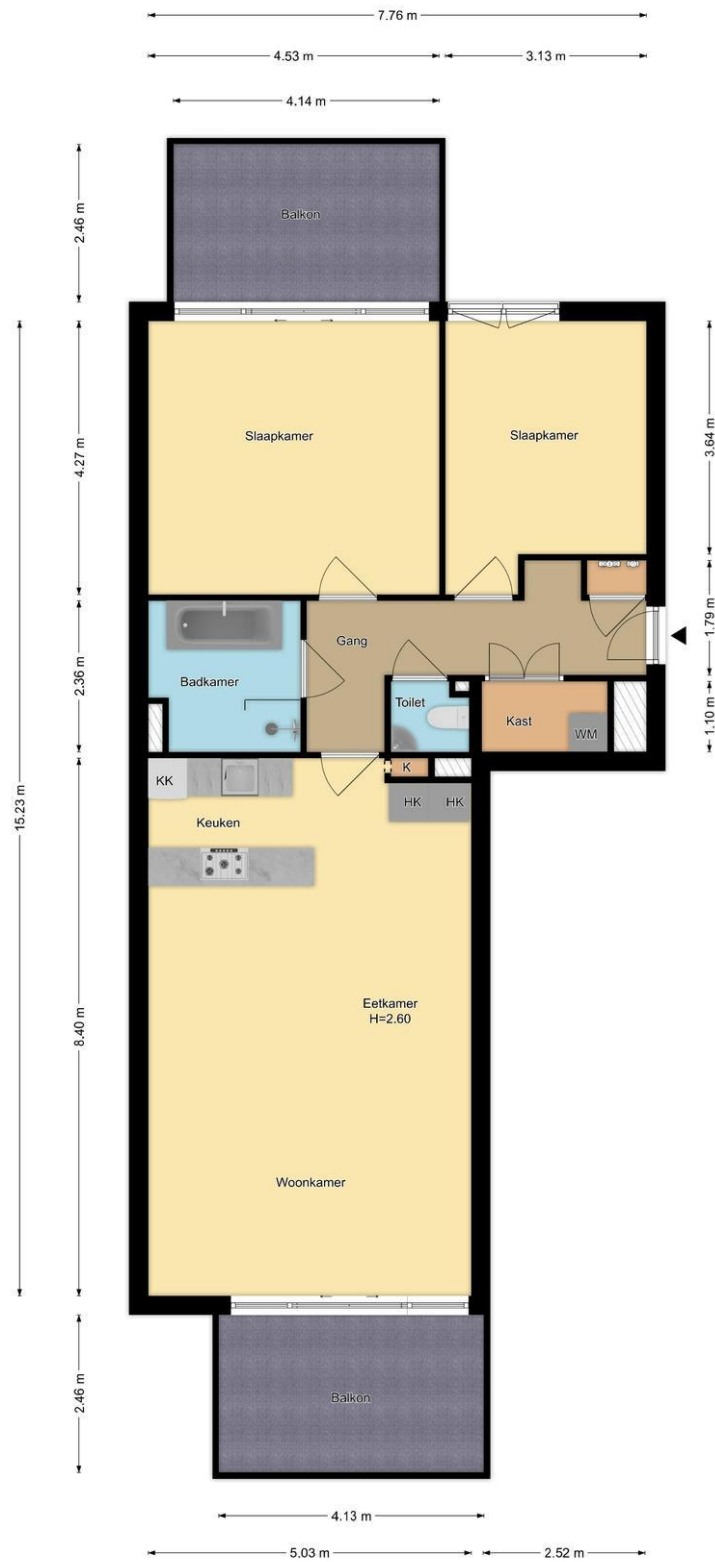 7.76 m
4.53 m
3.13 m
4.14 m
2.46 m
Balkon
15.23 m
4.27 m
Slaapkamer
Slaapkamer
3.64 m
2.36 m
Gang
1.79 m
Badkamer
Toilet
Kast
WM
1.10 m
KK
K
HK
HK
Keuken
8.40 m
Eetkamer
H=2.60
Woonkamer
2.46 m
Balkon
4.13 m
5.03 m
2.52 m